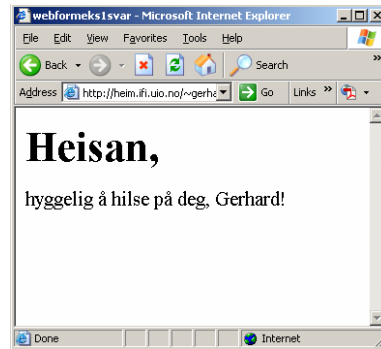 webformeks1svar - Microsoft Internet Explorer
File Edit View Favorites Tools Help
Back Search »
Address http://heim.ifi.uio.no/~gerha Go Links »
Heisan,
hyggelig å hilse på deg, Gerhard!
Done Internet